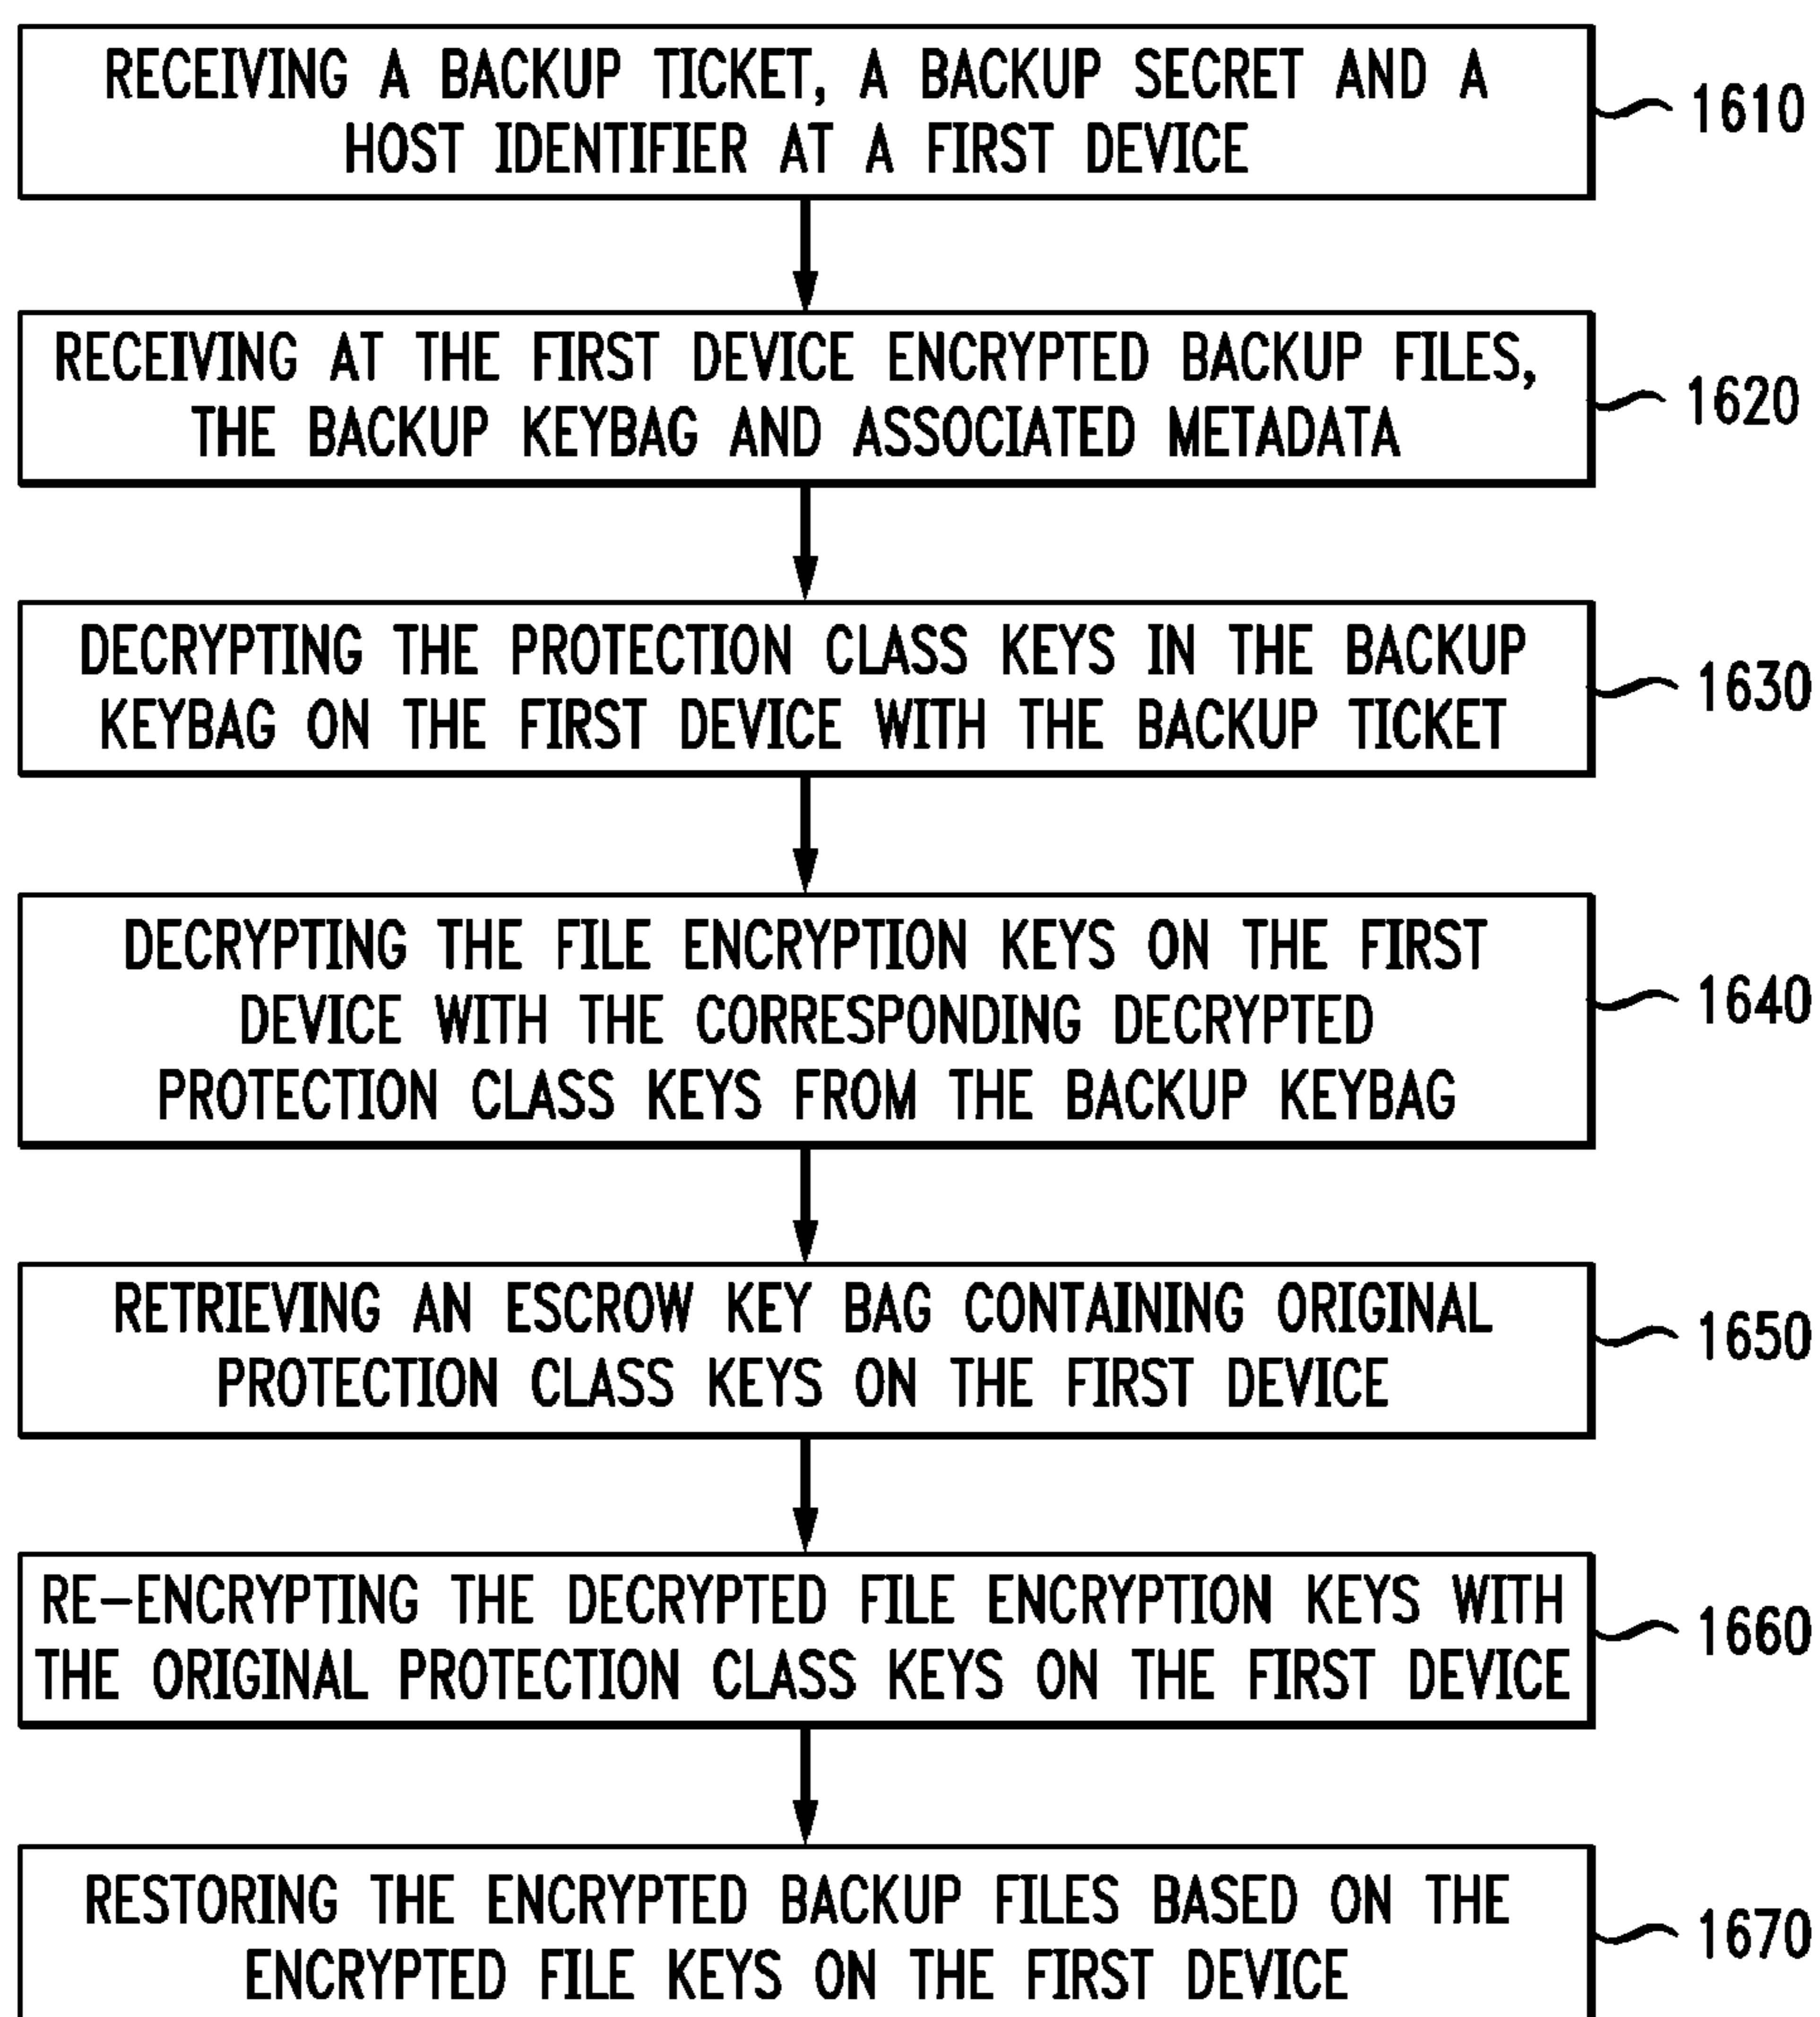 RECEIVING A BACKUP TICKET, A BACKUP SECRET AND A
HOST IDENTIFIER AT A FIRST DEVICE
1610
RECEIVING AT THE FIRST DEVICE ENCRYPTED BACKUP FILES,
THE BACKUP KEYBAG AND ASSOCIATED METADATA
1620
DECRYPTING THE PROTECTION CLASS KEYS IN THE BACKUP
KEYBAG ON THE FIRST DEVICE WITH THE BACKUP TICKET
1630
DECRYPTING THE FILE ENCRYPTION KEYS ON THE FIRST
DEVICE WITH THE CORRESPONDING DECRYPTED
PROTECTION CLASS KEYS FROM THE BACKUP KEYBAG
1640
RETRIEVING AN ESCROW KEY BAG CONTAINING ORIGINAL
PROTECTION CLASS KEYS ON THE FIRST DEVICE
1650
RE-ENCRYPTING THE DECRYPTED FILE ENCRYPTION KEYS WITH
THE ORIGINAL PROTECTION CLASS KEYS ON THE FIRST DEVICE
1660
RESTORING THE ENCRYPTED BACKUP FILES BASED ON THE
ENCRYPTED FILE KEYS ON THE FIRST DEVICE
1670